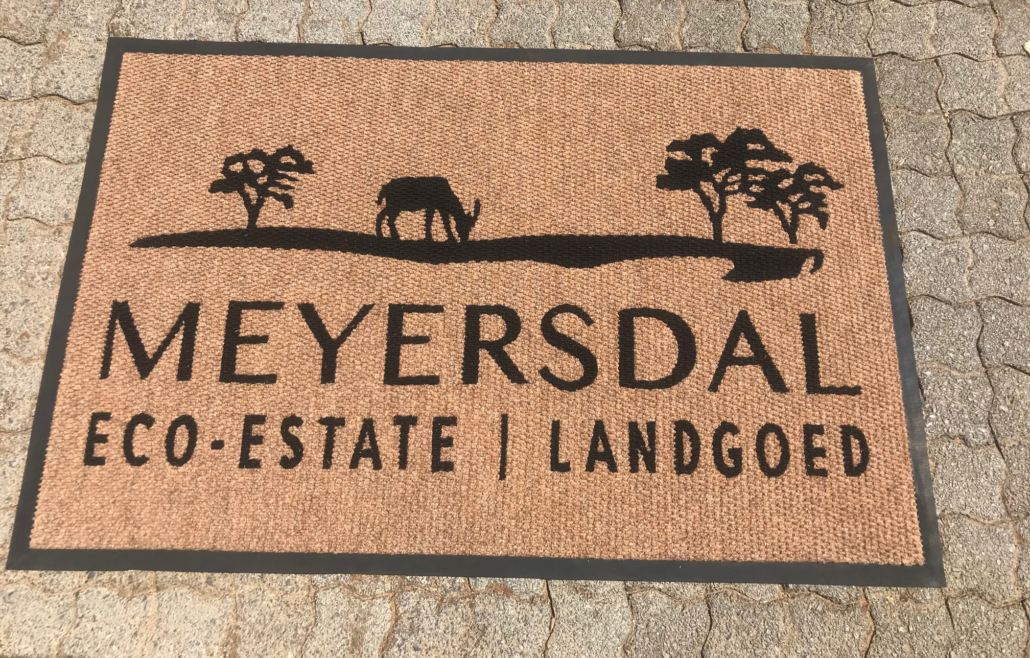 MEYERSDAL
ECO-ESTATE | LANDGOED